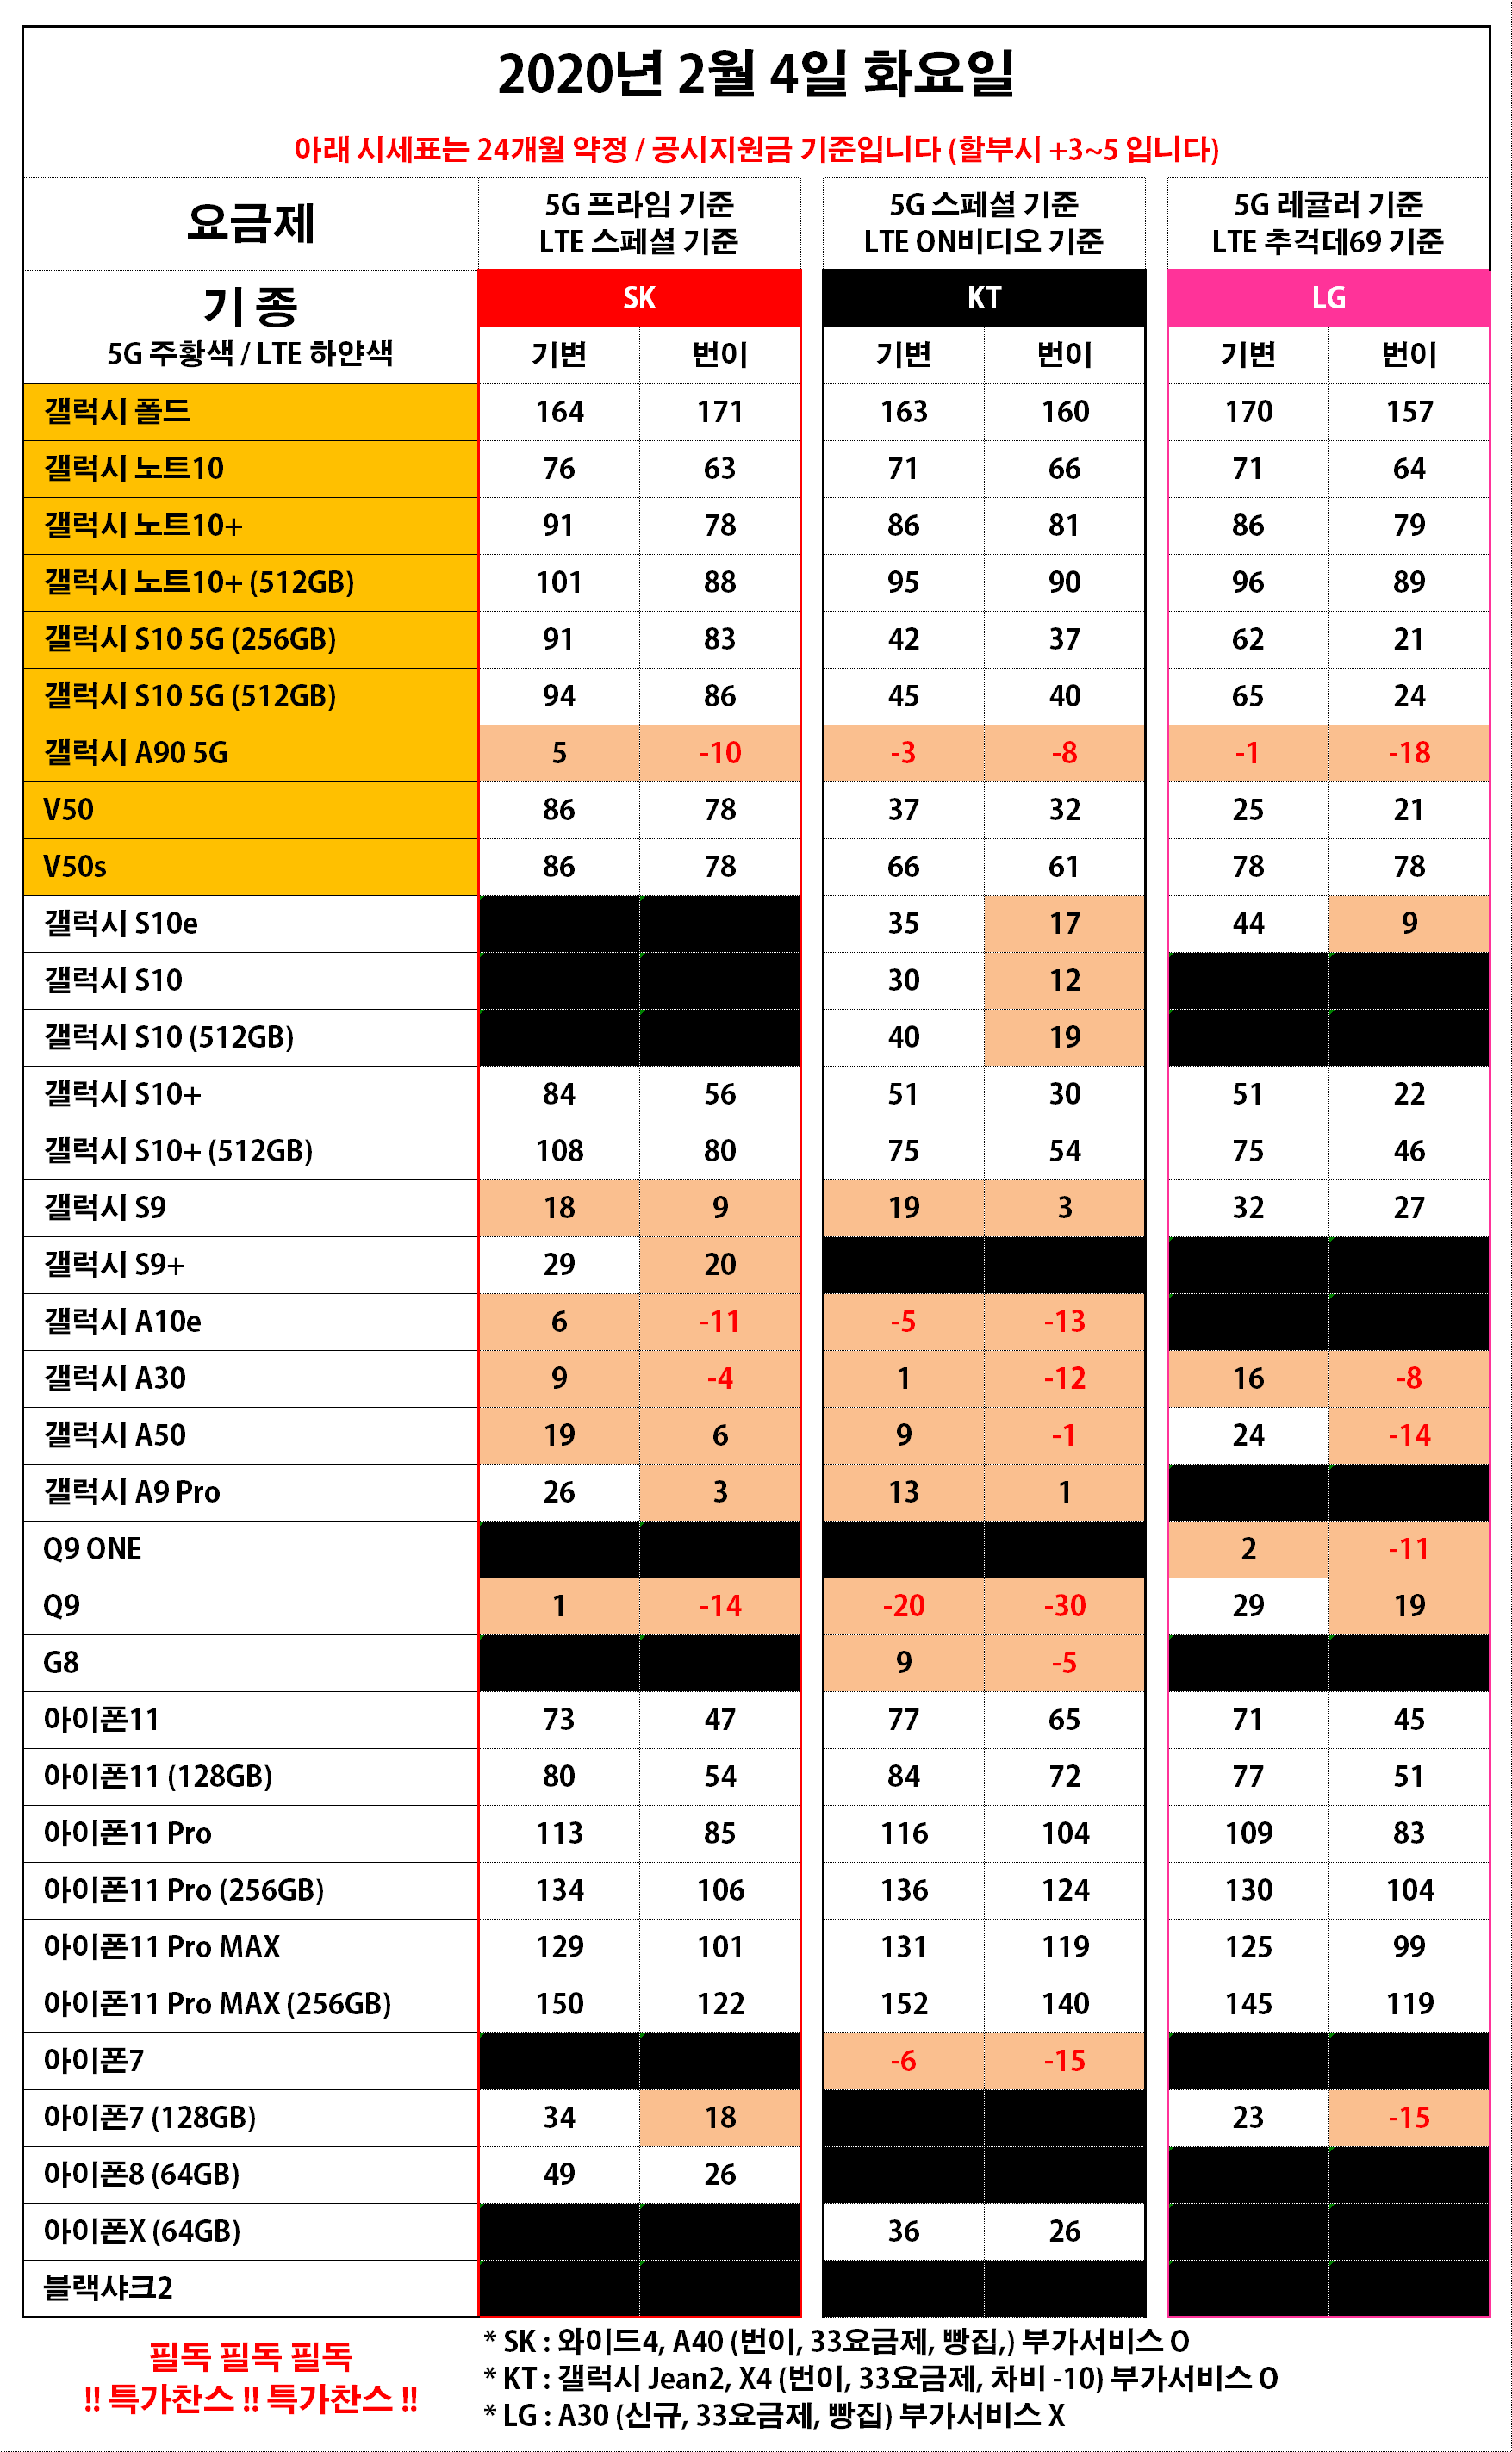 2020년 2월 4일 화요일
아래 시세표는 24개월 약정 / 공시지원금 기준입니다 (할부시 +3~5 입니다)
요금제
5G 프라임 기준
LTE 스페셜 기준
5G 스페셜 기준
LTE ON비디오 기준
5G 레귤러 기준
LTE 추걱데69 기준
기 종
5G 주황색 / LTE 하얀색
SK KT LG
기변 번이 기변 번이 기변 번이
갤럭시 폴드 164 171 163 160 170 157
갤럭시 노트10 76 63 71 66 71 64
갤럭시 노트10+ 91 78 86 81 86 79
갤럭시 노트10+ (512GB) 101 88 95 90 96 89
갤럭시 S10 5G (256GB) 91 83 42 37 62 21
갤럭시 S10 5G (512GB) 94 86 45 40 65 24
갤럭시 A90 5G 5 -10 -3 -8 -1 -18
V50 86 78 37 32 25 21
V50s 86 78 66 61 78 78
갤럭시 S10e 35 17 44 9
갤럭시 S10 30 12
갤럭시 S10 (512GB) 40 19
갤럭시 S10+ 84 56 51 30 51 22
갤럭시 S10+ (512GB) 108 80 75 54 75 46
갤럭시 S9 18 9 19 3 32 27
갤럭시 S9+ 29 20
갤럭시 A10e 6 -11 -5 -13
갤럭시 A30 9 -4 1 -12 16 -8
갤럭시 A50 19 6 9 -1 24 -14
갤럭시 A9 Pro 26 3 13 1
Q9 ONE 2 -11
Q9 1 -14 -20 -30 29 19
G8 9 -5
아이폰11 73 47 77 65 71 45
아이폰11 (128GB) 80 54 84 72 77 51
아이폰11 Pro 113 85 116 104 109 83
아이폰11 Pro (256GB) 134 106 136 124 130 104
아이폰11 Pro MAX 129 101 131 119 125 99
아이폰11 Pro MAX (256GB) 150 122 152 140 145 119
아이폰7 -6 -15
아이폰7 (128GB) 34 18 23 -15
아이폰8 (64GB) 49 26
아이폰X (64GB) 36 26
블랙샤크2
필독 필독 필독
!! 특가찬스 !! 특가찬스 !!
* SK : 와이드4, A40 (번이, 33요금제, 빵집,) 부가서비스 O
* KT : 갤럭시 Jean2, X4 (번이, 33요금제, 차비 -10) 부가서비스 O
* LG : A30 (신규, 33요금제, 빵집) 부가서비스 X